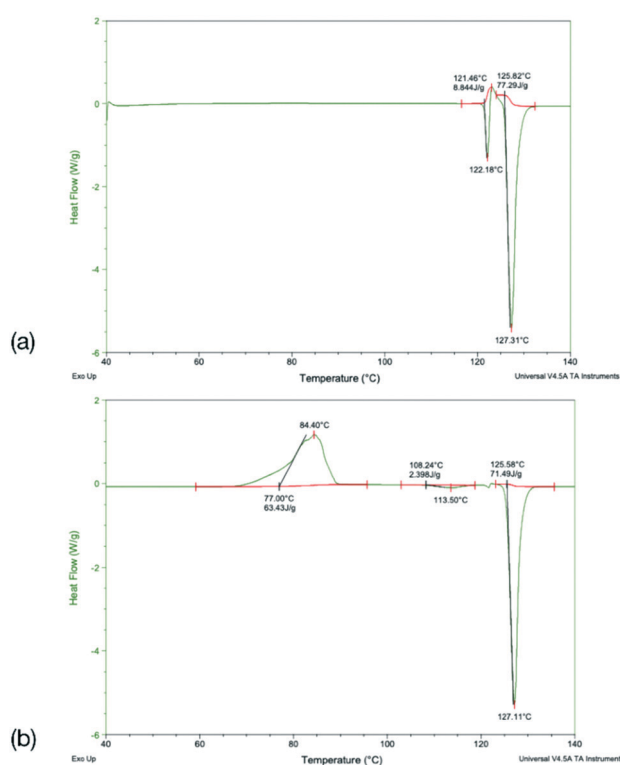 121.46°C
8.844J/g
125.82°C
77.29J/g
122.18°C
127.31°C
2
0
-2
-4
-6
Heat Flow (W/g)
40
60
80
100
120
140
Exo Up
Temperature (°C)
Universal V4.5A TA Instruments
(a)
84.40°C
77.00°C
63.43J/g
108.24°C
2.398J/g
113.50°C
125.58°C
71.49J/g
127.11°C
2
0
-2
-4
-6
Heat Flow (W/g)
40
60
80
100
120
140
Exo Up
Temperature (°C)
Universal V4.5A TA Instruments
(b)